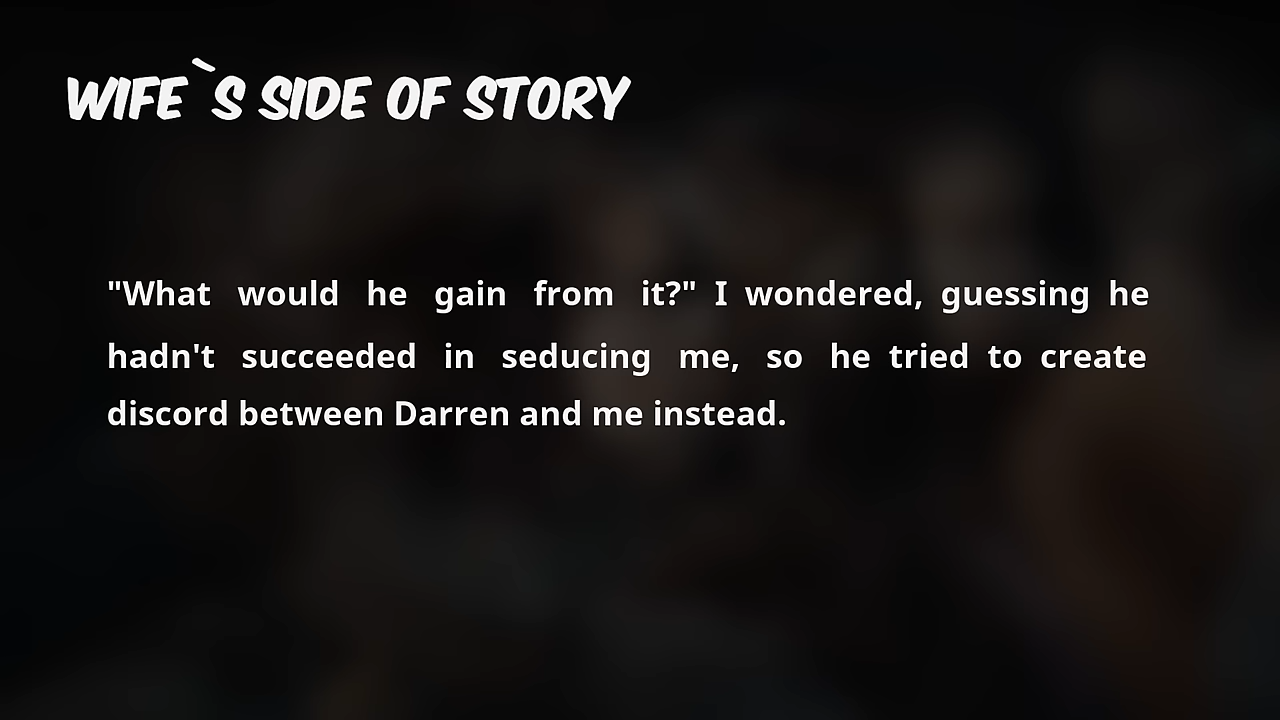 WIFE`S SIDE OF STORY
"What would he gain from it?" I wondered, guessing he
hadn't succeeded in seducing me, so he tried to create
discord between Darren and me instead.